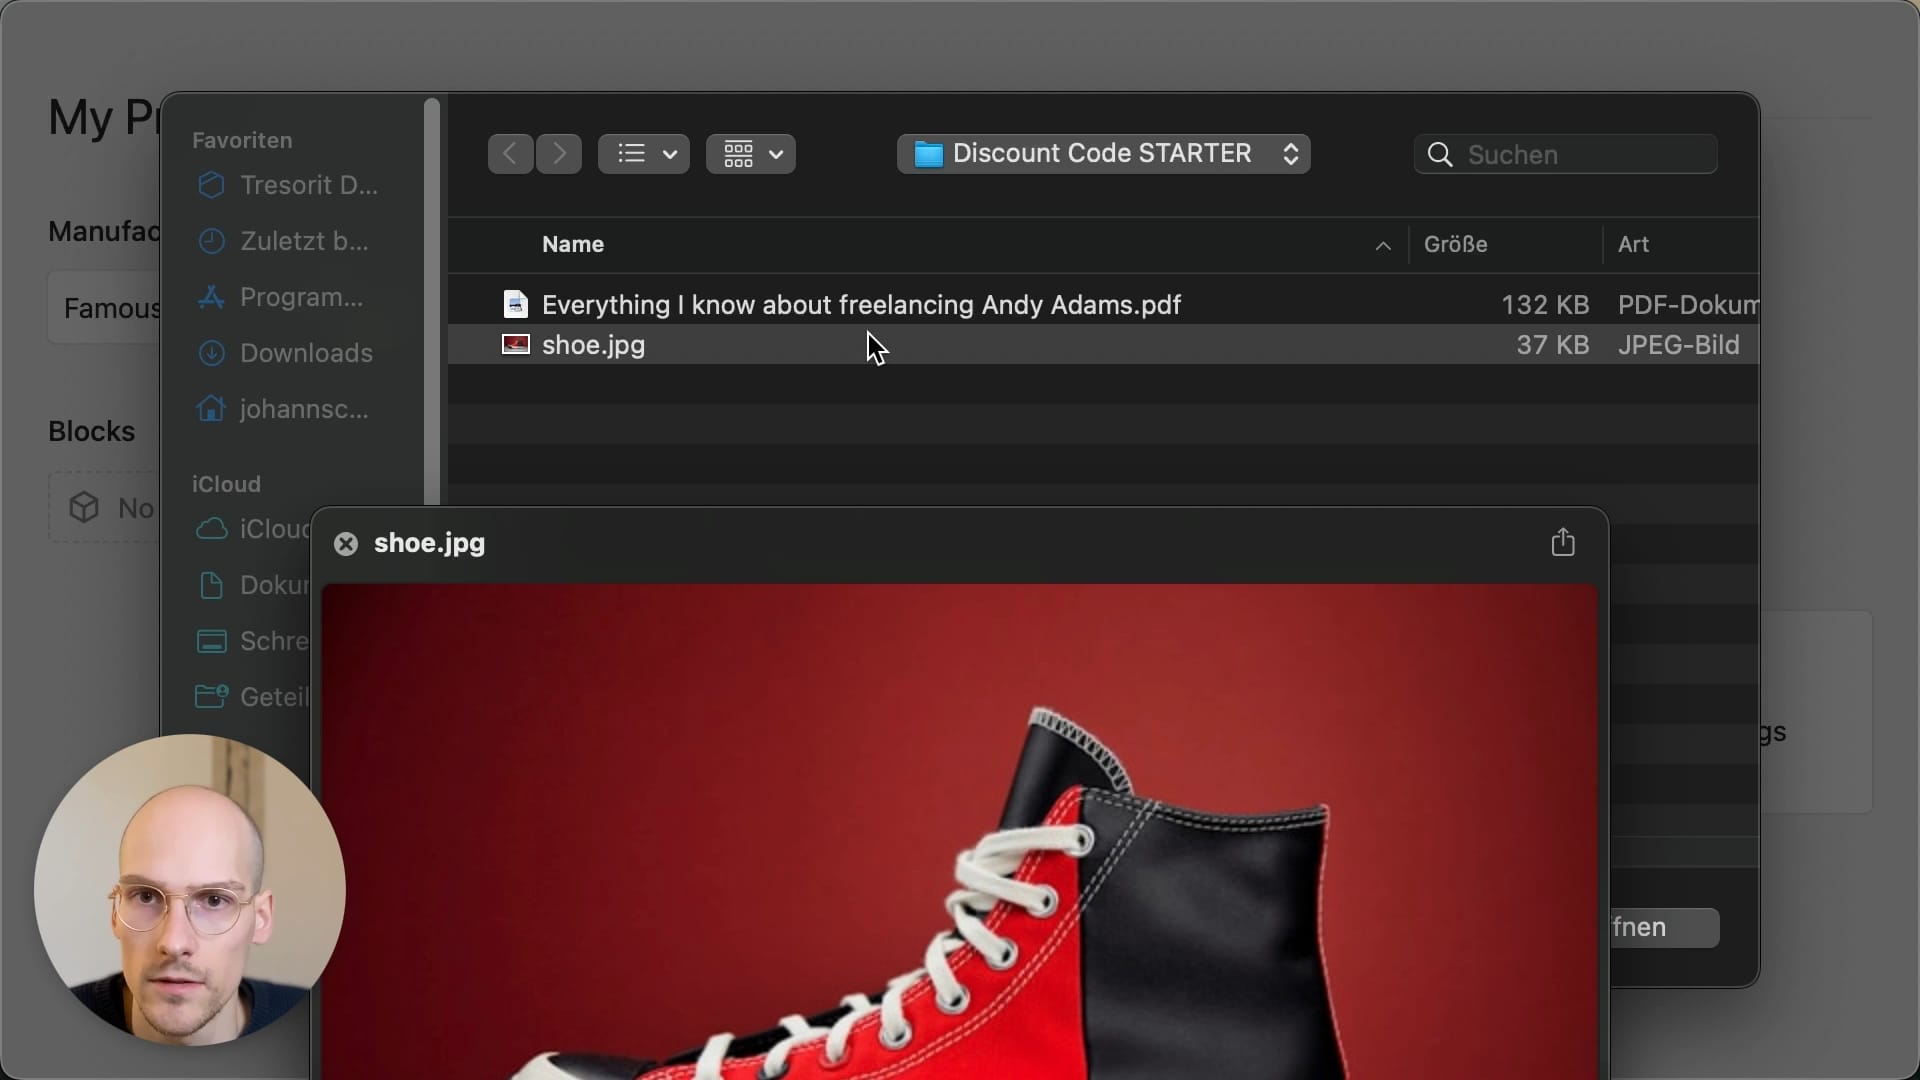 My Pr
Manufac
Famous
Blocks
No
Favoriten
Tresorit D...
Zuletzt b...
Program...
Downloads
johannsc...
iCloud
iCloud
Dokun
Schre
Geteil
Discount Code STARTER
Suchen
Name
Größe
Art
Everything I know about freelancing Andy Adams.pdf
132 KB
PDF-Dokum
shoe.jpg
37 KB
JPEG-Bild
shoe.jpg
gs
fnen